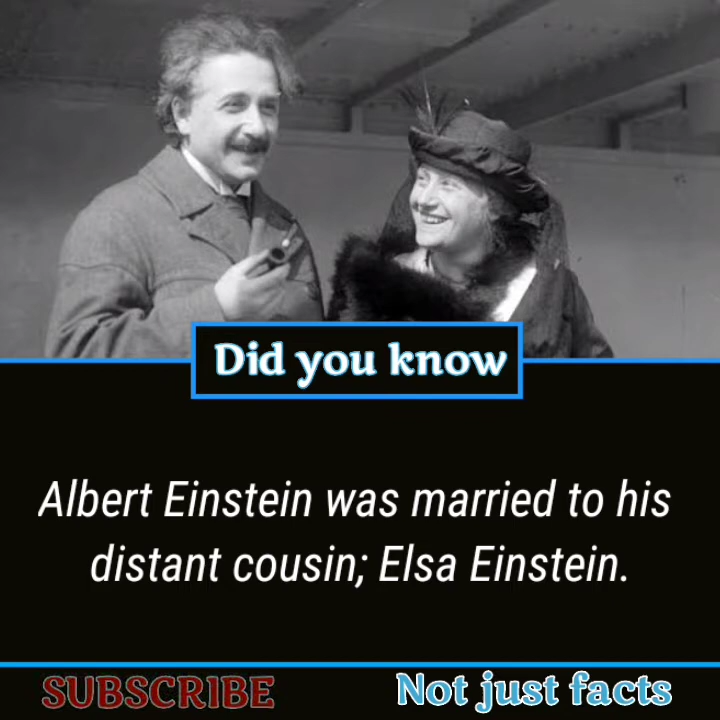 Did you know
Albert Einstein was married to his
distant cousin; Elsa Einstein.
SUBSCRIBE
Not just facts